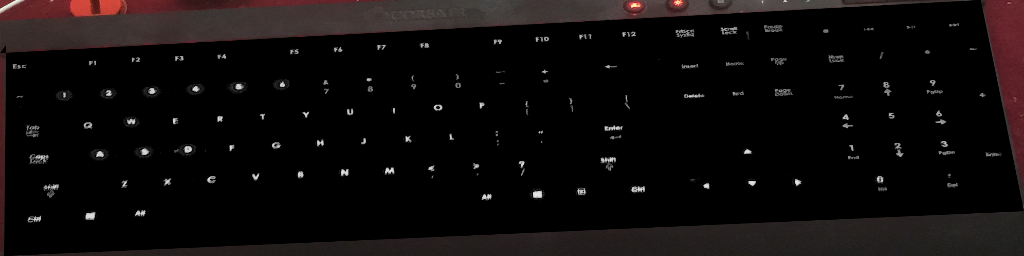 CORSAIR
Esc F1 F2 F3 F4 F5 F6 F7 F8 F9 F10 F11 F12 PrtScn SysRq Scroll Lock Pause Break
~ 1 2 3 4 5 6 & 7 * 8 ( 9 ) 0 — + = ← Insert Home Page Up Num Lock / * -
Tab Q W E R T Y U I O P { [ } ] | \ Delete End Page Down 7 Home 8 ↑ 9 PgUp +
Caps Lock A S D F G H J K L : ; " ' Enter 4 ← 5 6 →
Shift Z X C V B N M < , > . ? / Shift ▲ 1 End 2 ↓ 3 PgDn Enter
Ctrl Alt Alt Ctrl ◀ ▼ ▶ 0 Ins . Del